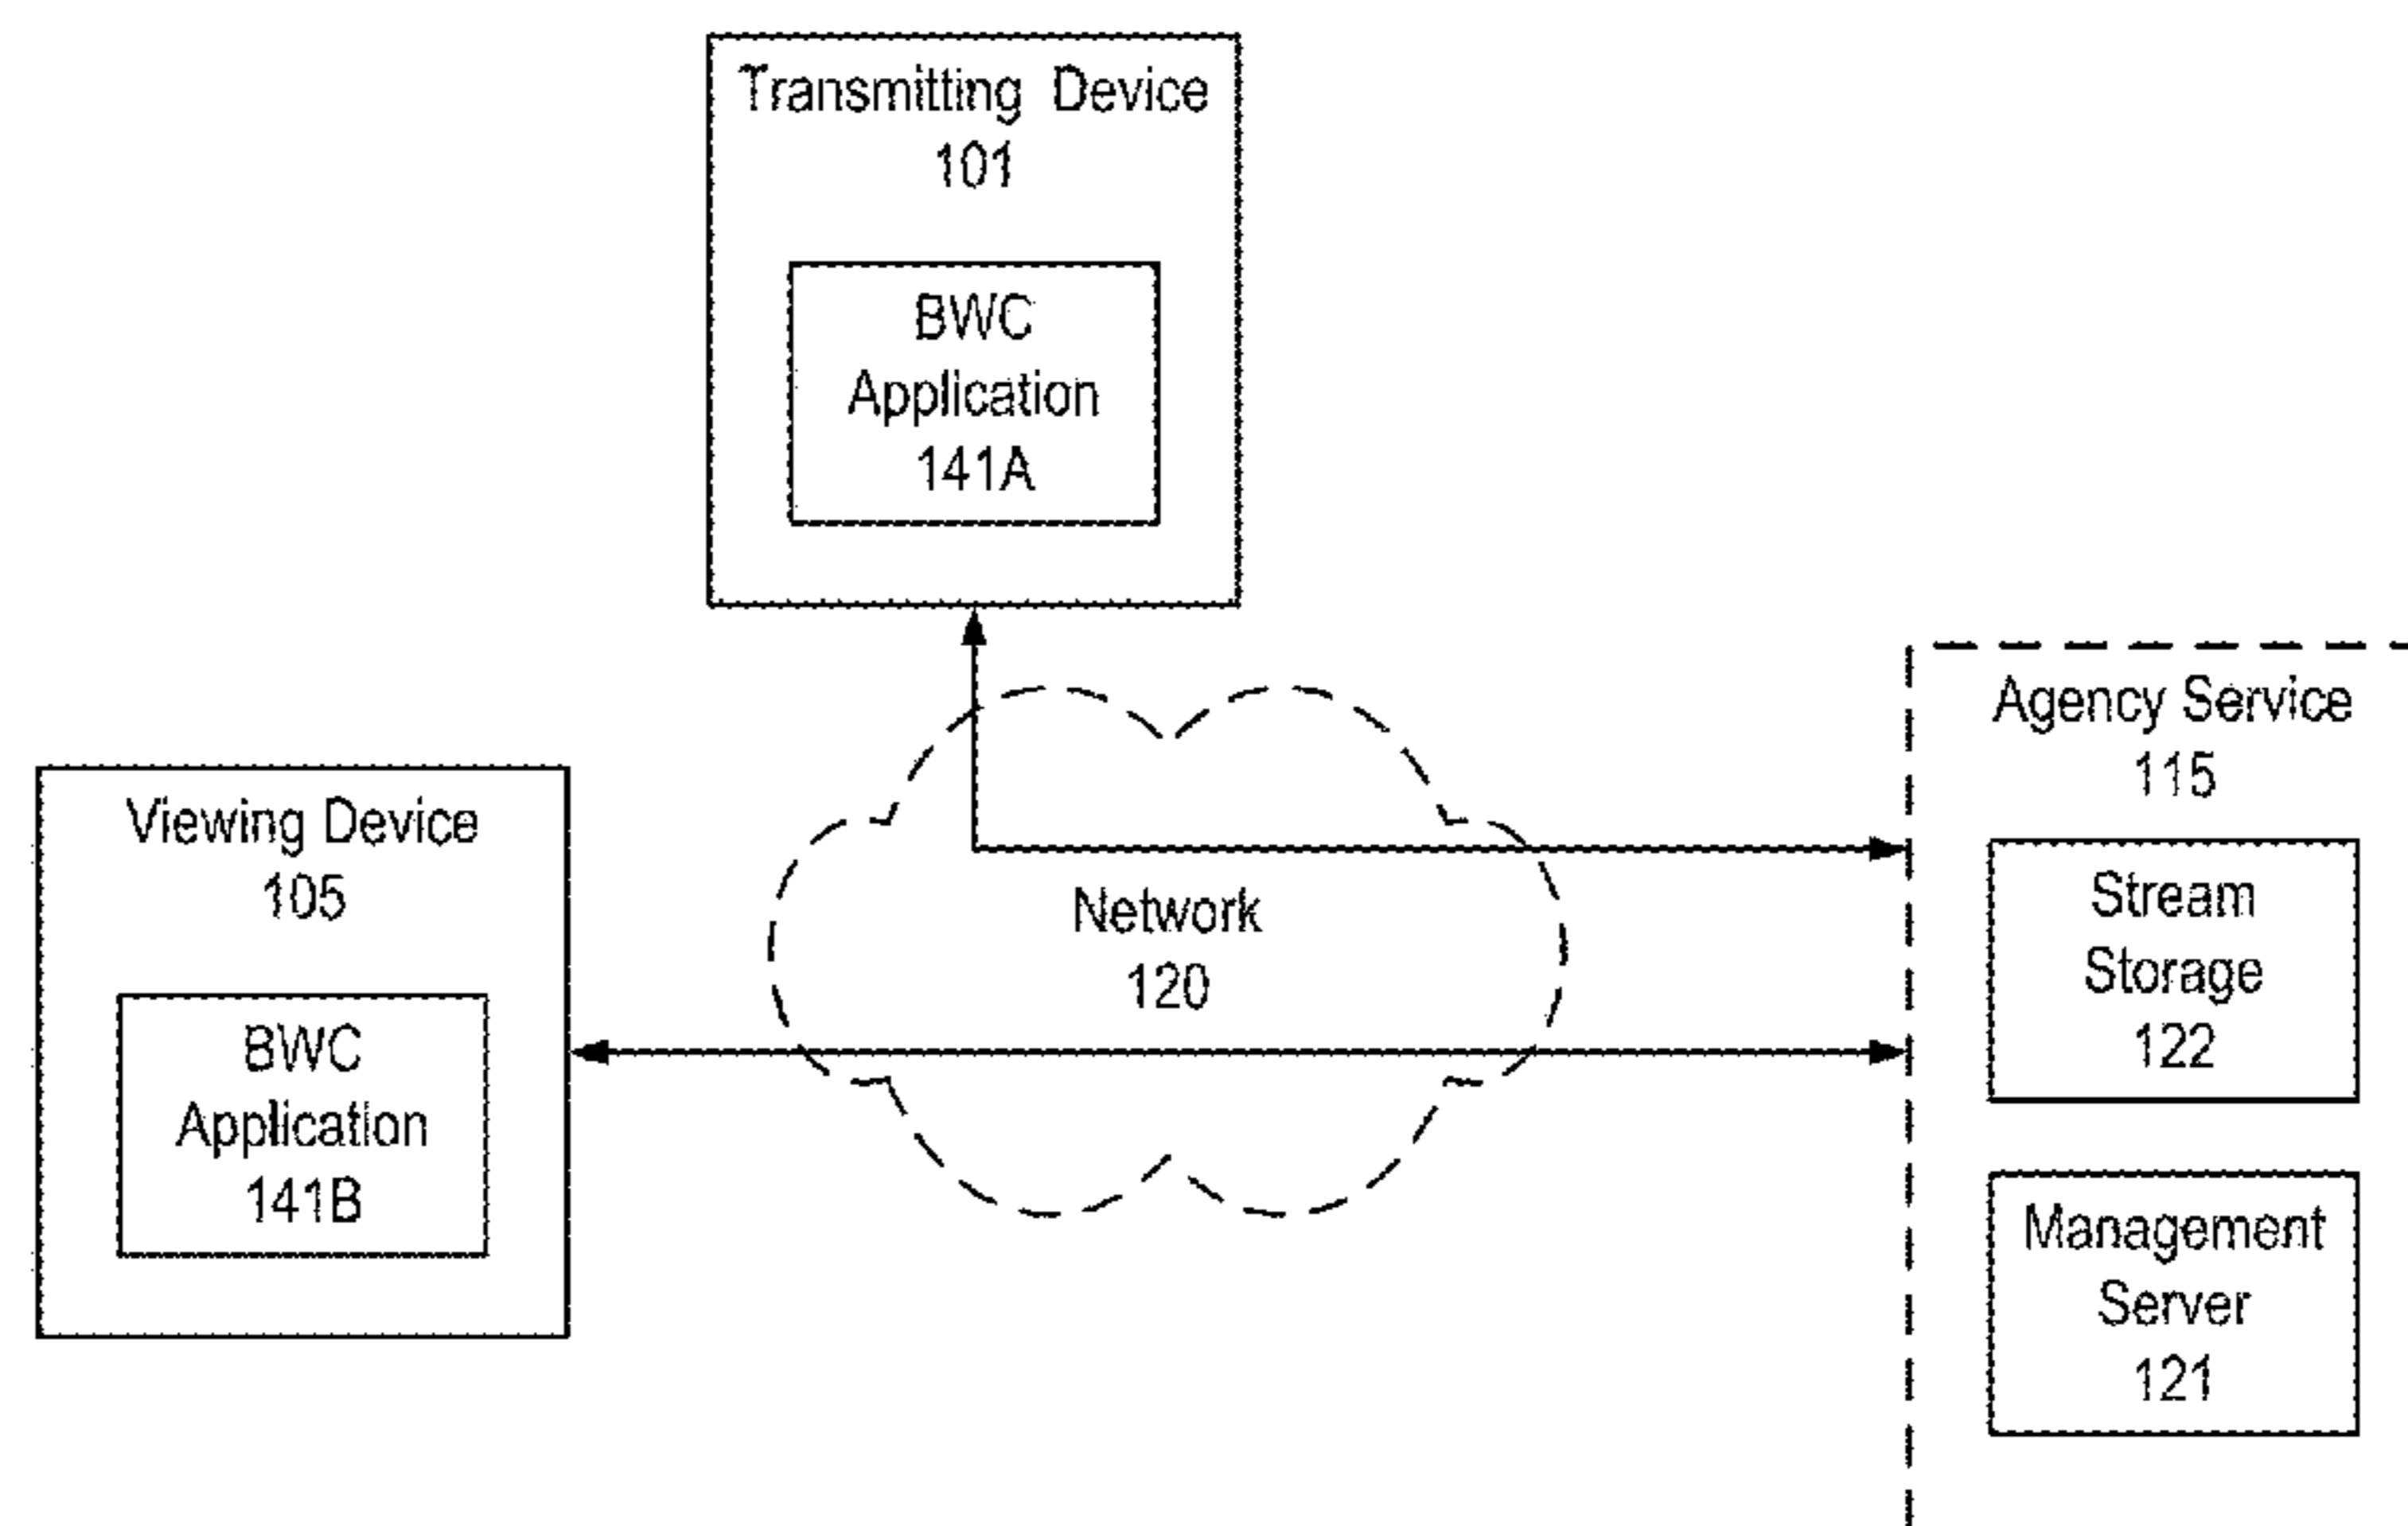 Transmitting Device
101
BWC
Application
141A
Viewing Device
105
BWC
Application
141B
Network
120
Agency Service
115
Stream
Storage
122
Management
Server
121